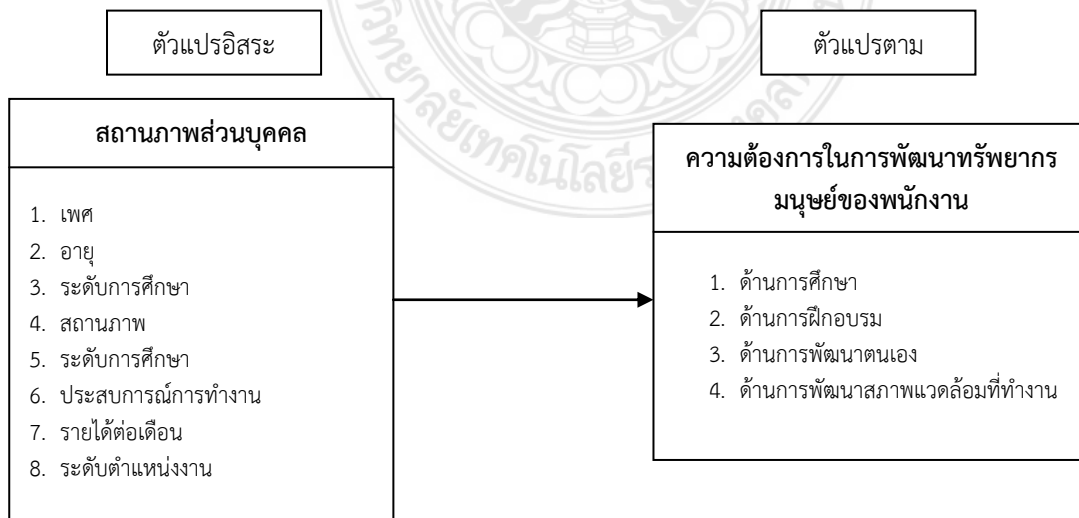 ตัวแปรอิสระ
ตัวแปรตาม
สถานภาพส่วนบุคคล
1. เพศ
2. อายุ
3. ระดับการศึกษา
4. สถานภาพ
5. ระดับการศึกษา
6. ประสบการณ์การทำงาน
7. รายได้ต่อเดือน
8. ระดับตำแหน่งงาน
ความต้องการในการพัฒนาทรัพยากร
มนุษย์ของพนักงาน
1. ด้านการศึกษา
2. ด้านการฝึกอบรม
3. ด้านการพัฒนาตนเอง
4. ด้านการพัฒนาสภาพแวดล้อมที่ทำงาน